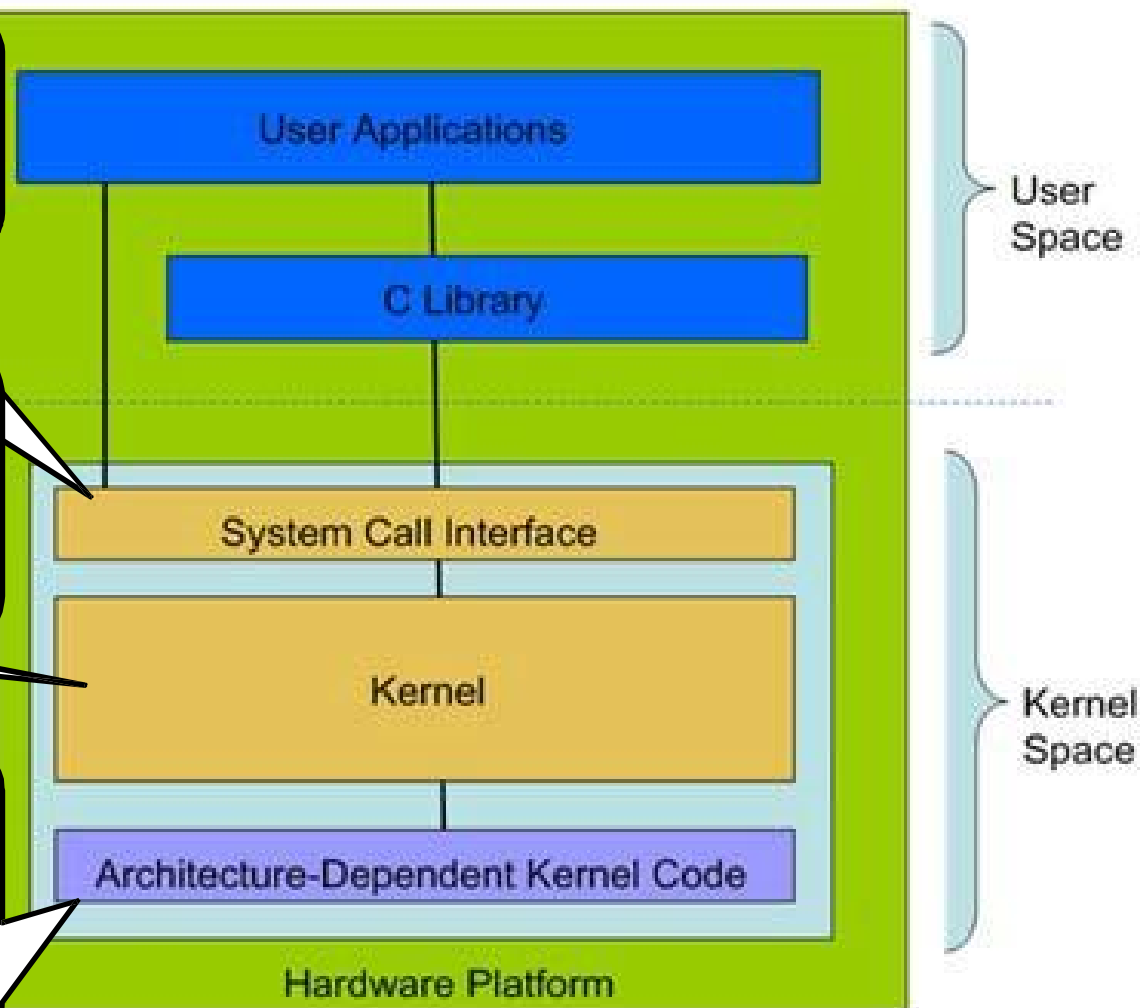 User Applications
User
Space
C Library
System Call Interface
Kernel
Kernel
Space
Architecture-Dependent Kernel Code
Hardware Platform